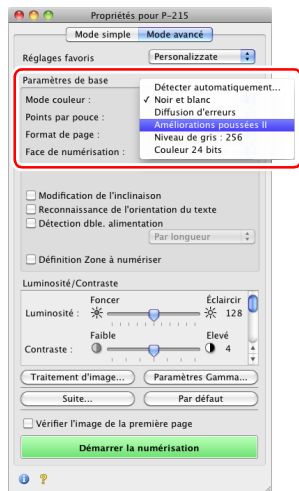 Propriétés pour P-215
Mode simple Mode avancé
Réglages favoris Personalizzate
Paramètres de base
Mode couleur :
Points par pouce :
Format de page :
Face de numérisation :
Détecter automatiquement...
✓ Noir et blanc
Diffusion d'erreurs
Améliorations poussées II
Niveau de gris : 256
Couleur 24 bits
Modification de l'inclinaison
Reconnaissance de l'orientation du texte
Détection dble. alimentation
Par longueur
Définition Zone à numériser
Luminosité/Contraste
Foncer Éclaircir
Luminosité : 128
Faible Elevé
Contraste : 4
Traitement d'image... Paramètres Gamma...
Suite... Par défaut
Vérifier l'image de la première page
Démarrer la numérisation